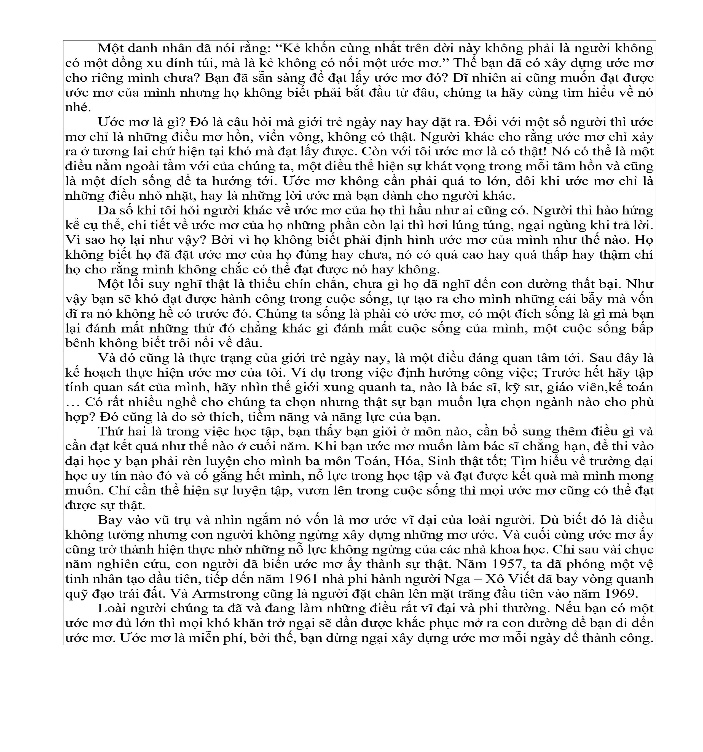 Một danh nhân đã nói rằng: “Kẻ khốn cùng nhất trên đời này không phải là người không
có một đồng xu dính túi, mà là kẻ không có nổi một ước mơ.” Thế bạn đã có xây dựng ước mơ
cho riêng mình chưa? Bạn đã sẵn sàng để đạt lấy ước mơ đó? Dĩ nhiên ai cũng muốn đạt được
ước mơ của mình nhưng họ không biết phải bắt đầu từ đâu, chúng ta hãy cùng tìm hiểu về nó
nhé.
Ước mơ là gì? Đó là câu hỏi mà giới trẻ ngày nay hay đặt ra. Đối với một số người thì ước
mơ chỉ là những điều mơ hồn, viển vông, không có thật. Người khác cho rằng ước mơ chỉ xảy
ra ở tương lai chứ hiện tại khó mà đạt lấy được. Còn với tôi ước mơ là có thật! Nó có thể là một
điều nằm ngoài tầm với của chúng ta, một điều thể hiện sự khát vọng trong mỗi tâm hồn và cũng
là một đích sống để ta hướng tới. Ước mơ không cần phải quá to lớn, đôi khi ước mơ chỉ là
những điều nhỏ nhặt, hay là những lời ước mà bạn dành cho người khác.
Đa số khi tôi hỏi người khác về ước mơ của họ thì hầu như ai cũng có. Người thì hào hứng
kể cụ thể, chi tiết về ước mơ của họ những phần còn lại thì hơi lúng túng, ngại ngùng khi trả lời.
Vì sao họ lại như vậy? Bởi vì họ không biết phải định hình ước mơ của mình như thế nào. Họ
không biết họ đã đặt ước mơ của họ đúng hay chưa, nó có quá cao hay quá thấp hay thậm chí
họ cho rằng mình không chắc có thể đạt được nó hay không.
Một lối suy nghĩ thật là thiếu chín chắn, chưa gì họ đã nghĩ đến con đường thất bại. Như
vậy bạn sẽ khó đạt được hành công trong cuộc sống, tự tạo ra cho mình những cái bẫy mà vốn
dĩ ra nó không hề có trước đó. Chúng ta sống là phải có ước mơ, có một đích sống là gì mà bạn
lại đánh mất những thứ đó chẳng khác gì đánh mất cuộc sống của mình, một cuộc sống bấp
bênh không biết trôi nổi về đâu.
Và đó cũng là thực trạng của giới trẻ ngày nay, là một điều đáng quan tâm tới. Sau đây là
kế hoạch thực hiện ước mơ của tôi. Ví dụ trong việc định hướng công việc; Trước hết hãy tập
tính quan sát của mình, hãy nhìn thế giới xung quanh ta, nào là bác sĩ, kỹ sư, giáo viên,kế toán
… Có rất nhiều nghề cho chúng ta chọn nhưng thật sự bạn muốn lựa chọn ngành nào cho phù
hợp? Đó cũng là do sở thích, tiềm năng và năng lực của bạn.
Thứ hai là trong việc học tập, bạn thấy bạn giỏi ở môn nào, cần bổ sung thêm điều gì và
cần đạt kết quả như thế nào ở cuối năm. Khi bạn ước mơ muốn làm bác sĩ chẳng hạn, để thi vào
đại học y bạn phải rèn luyện cho mình ba môn Toán, Hóa, Sinh thật tốt; Tìm hiểu về trường đại
học uy tín nào đó và cố gắng hết mình, nỗ lực trong học tập và đạt được kết quả mà mình mong
muốn. Chỉ cần thể hiện sự luyện tập, vươn lên trong cuộc sống thì mọi ước mơ cũng có thể đạt
được sự thật.
Bay vào vũ trụ và nhìn ngắm nó vốn là mơ ước vĩ đại của loài người. Dù biết đó là điều
không tưởng nhưng con người không ngừng xây dựng những mơ ước. Và cuối cùng ước mơ ấy
cũng trở thành hiện thực nhờ những nỗ lực không ngừng của các nhà khoa học. Chỉ sau vài chục
năm nghiên cứu, con người đã biến ước mơ ấy thành sự thật. Năm 1957, ta đã phóng một vệ
tinh nhân tạo đầu tiên, tiếp đến năm 1961 nhà phi hành người Nga – Xô Viết đã bay vòng quanh
quỹ đạo trái đất. Và Armstrong cũng là người đặt chân lên mặt trăng đầu tiên vào năm 1969.
Loài người chúng ta đã và đang làm những điều rất vĩ đại và phi thường. Nếu bạn có một
ước mơ đủ lớn thì mọi khó khăn trở ngại sẽ dần được khắc phục mở ra con đường để bạn đi đến
ước mơ. Ước mơ là miễn phí, bởi thế, bạn đừng ngại xây dựng ước mơ mỗi ngày để thành công.